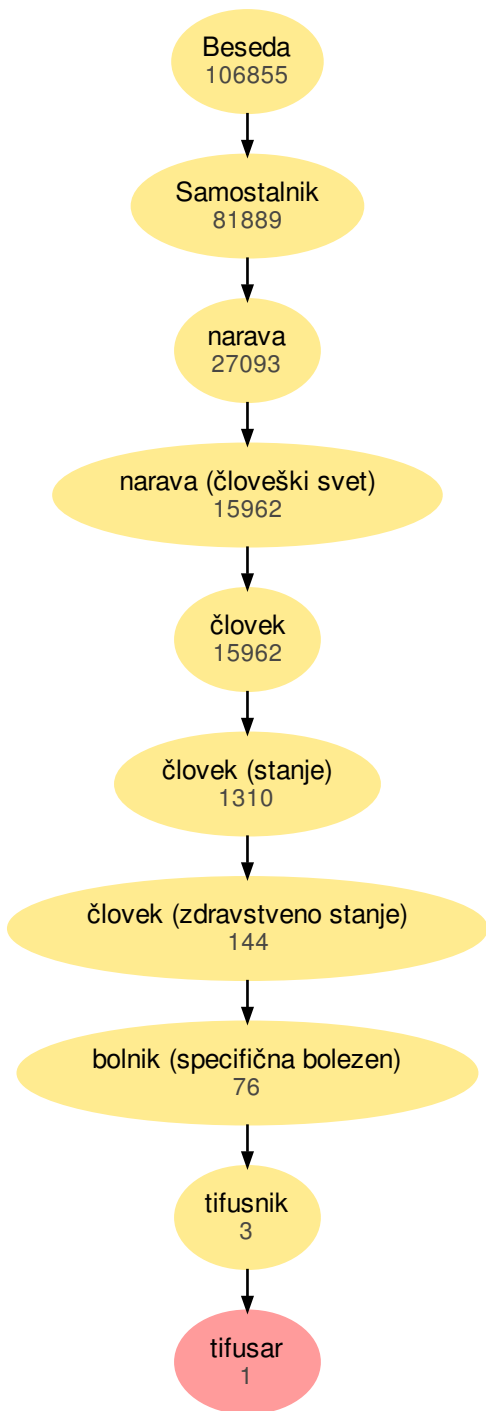 Beseda
106855
Samostalnik
81889
narava
27093
narava (človeški svet)
15962
človek
15962
človek (stanje)
1310
človek (zdravstveno stanje)
144
bolnik (specifična bolezen)
76
tifusnik
3
tifusar
1